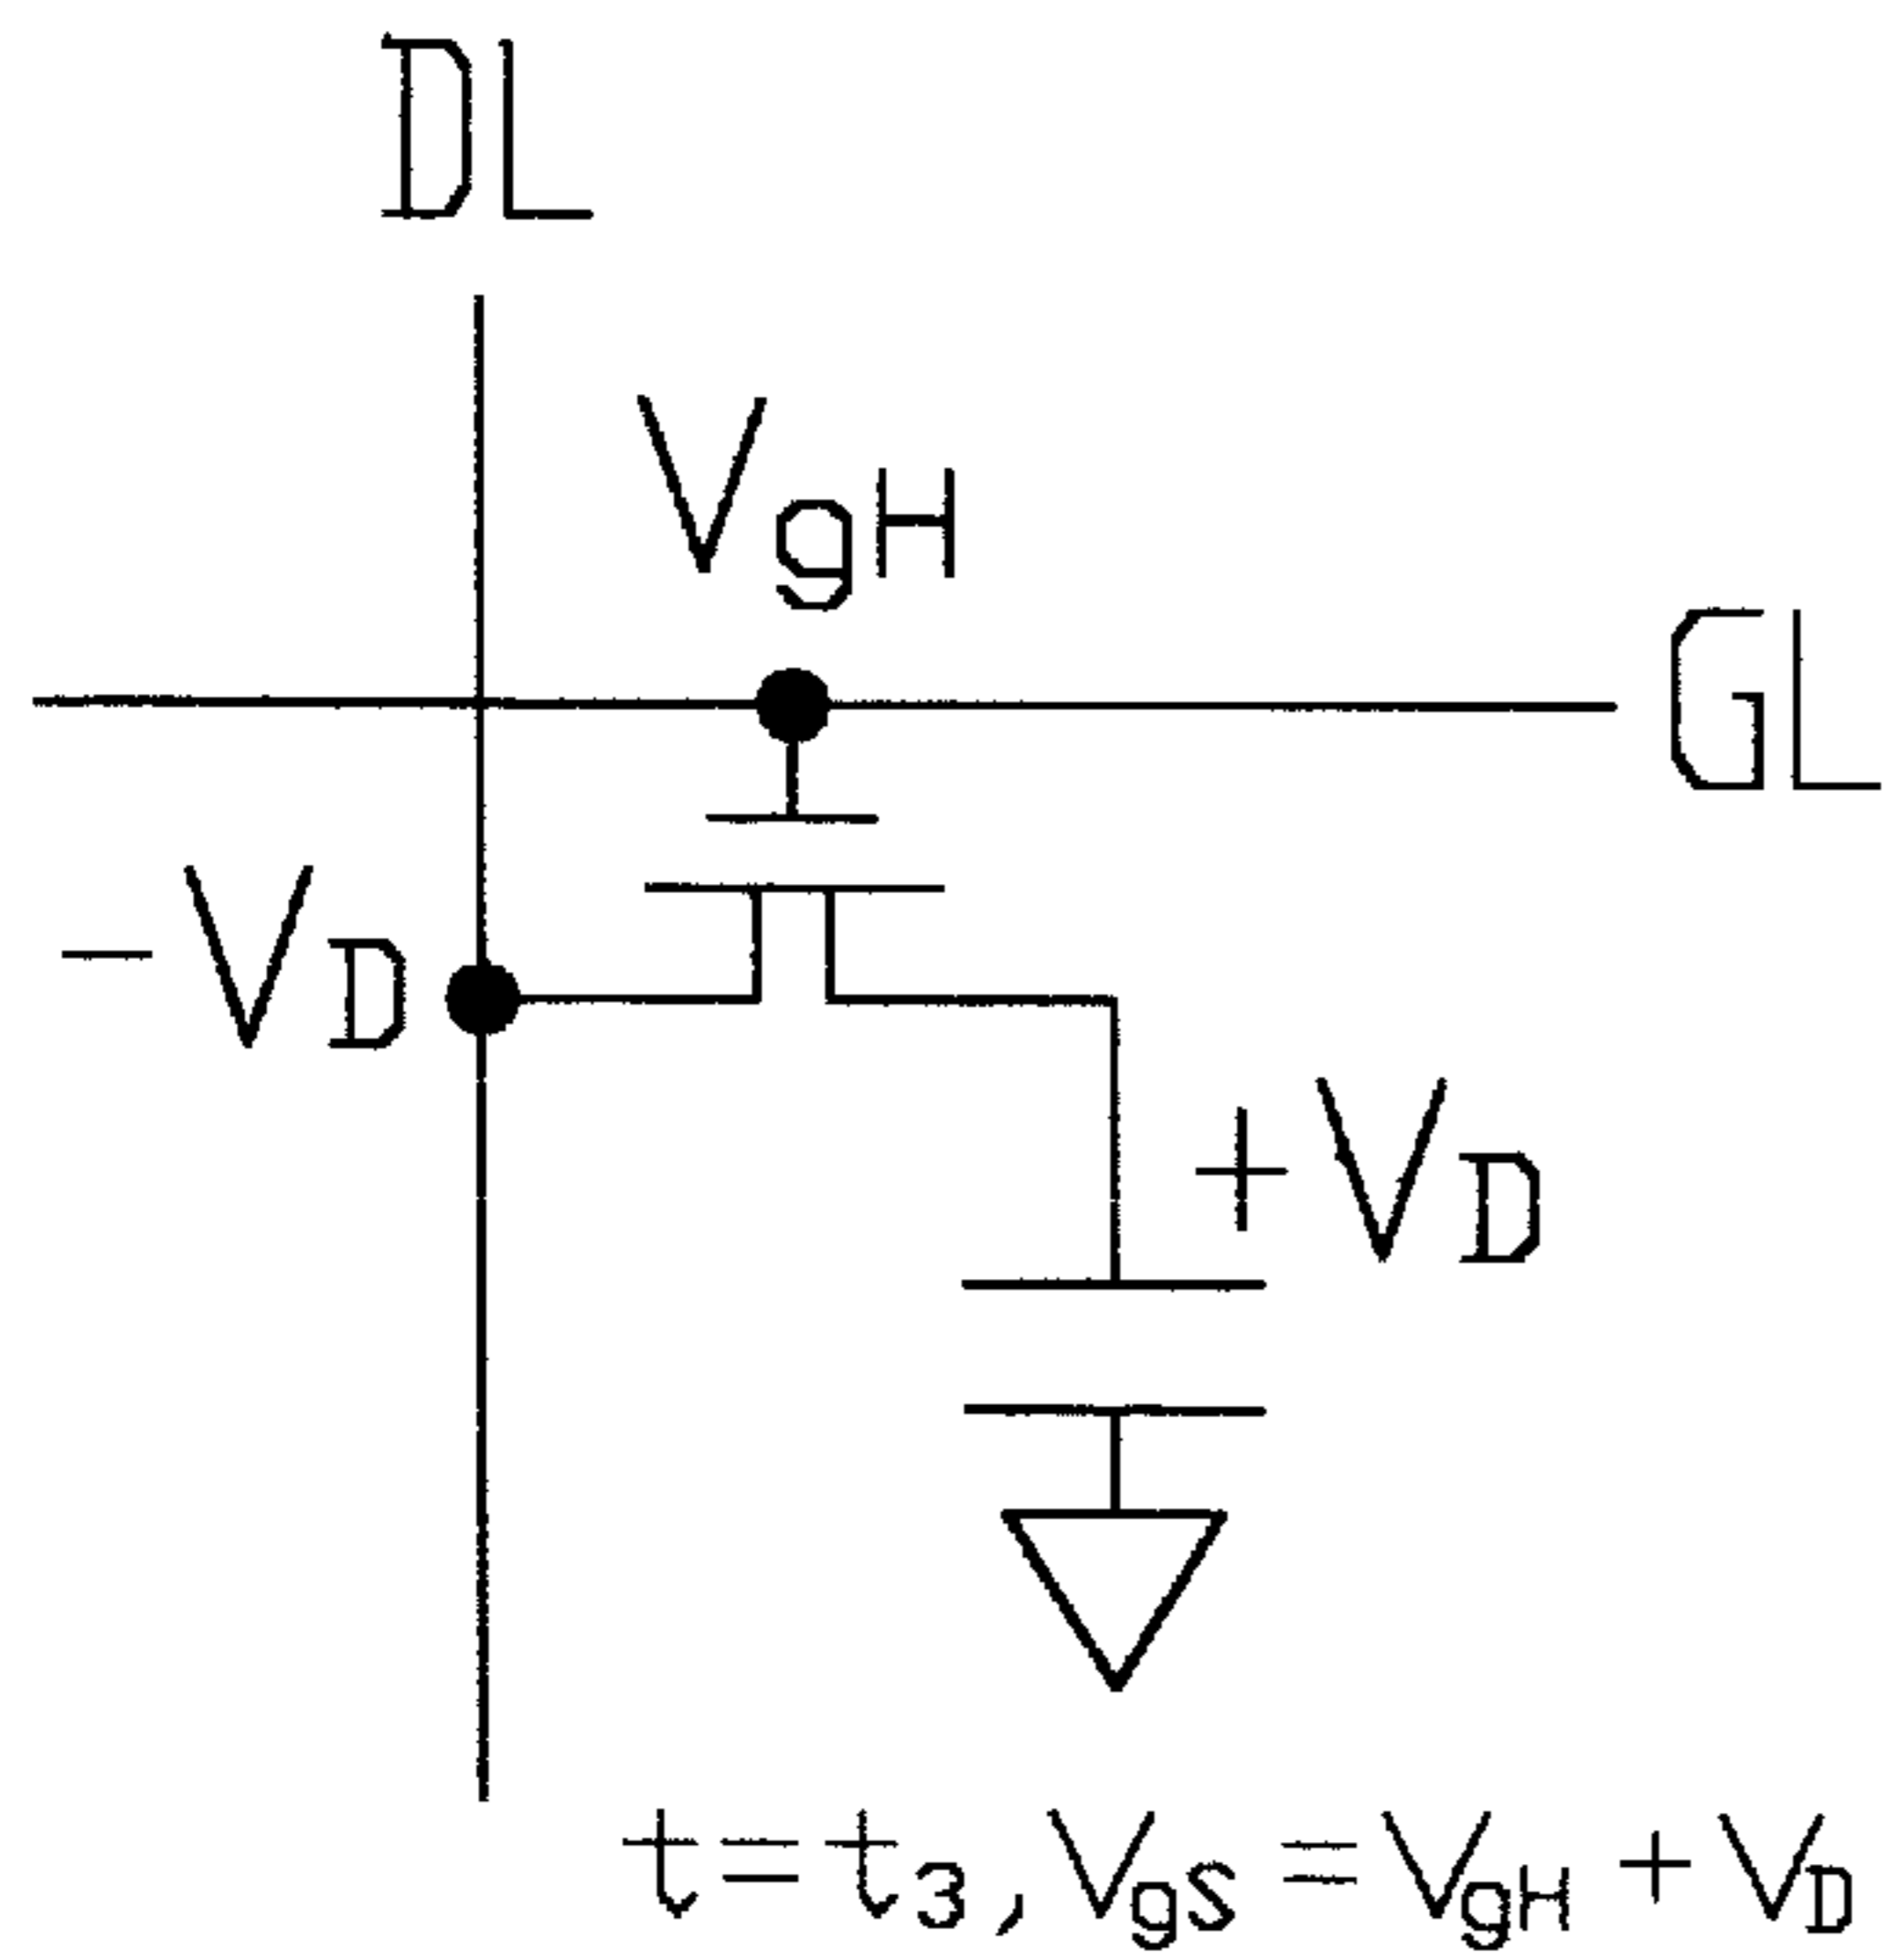 DL
VgH
GL
-VD
+VD
t=t3, VgS=VgH+VD